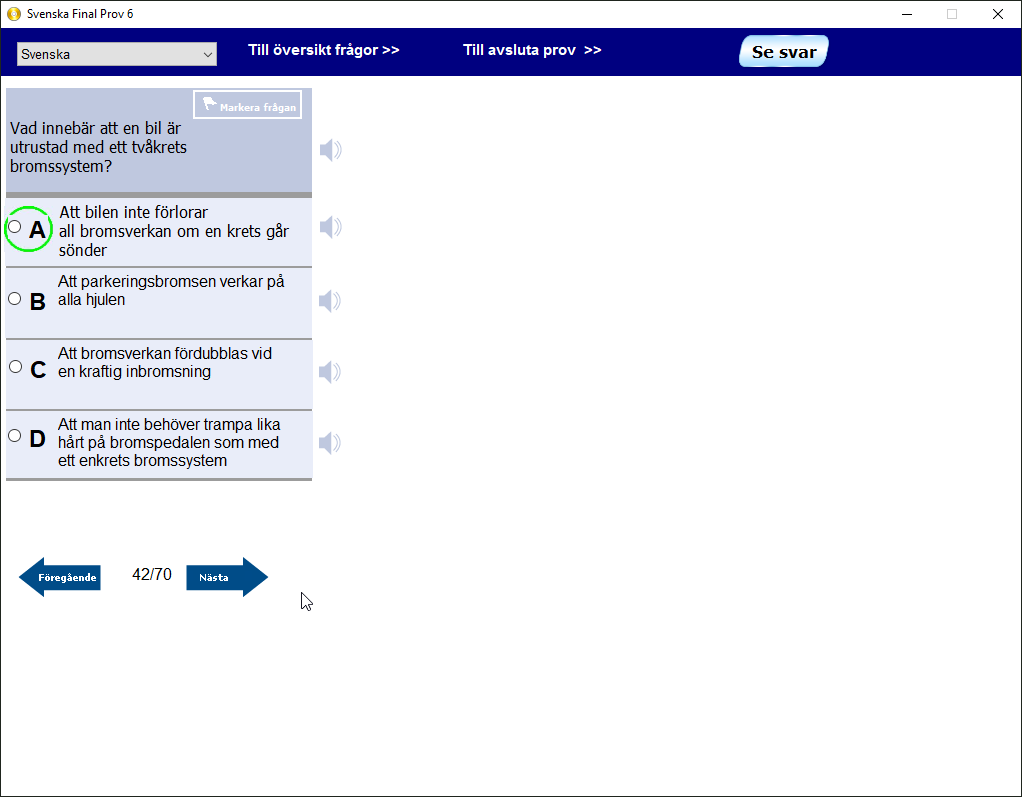 Svenska Final Prov 6
Svenska
Till översikt frågor >>
Till avsluta prov >>
Se svar
Markera frågan
Vad innebär att en bil är
utrustad med ett tvåkrets
bromssystem?
A
Att bilen inte förlorar
all bromsverkan om en krets går
sönder
B
Att parkeringsbromsen verkar på
alla hjulen
C
Att bromsverkan fördubblas vid
en kraftig inbromsning
D
Att man inte behöver trampa lika
hårt på bromspedalen som med
ett enkrets bromssystem
Föregående
42/70
Nästa